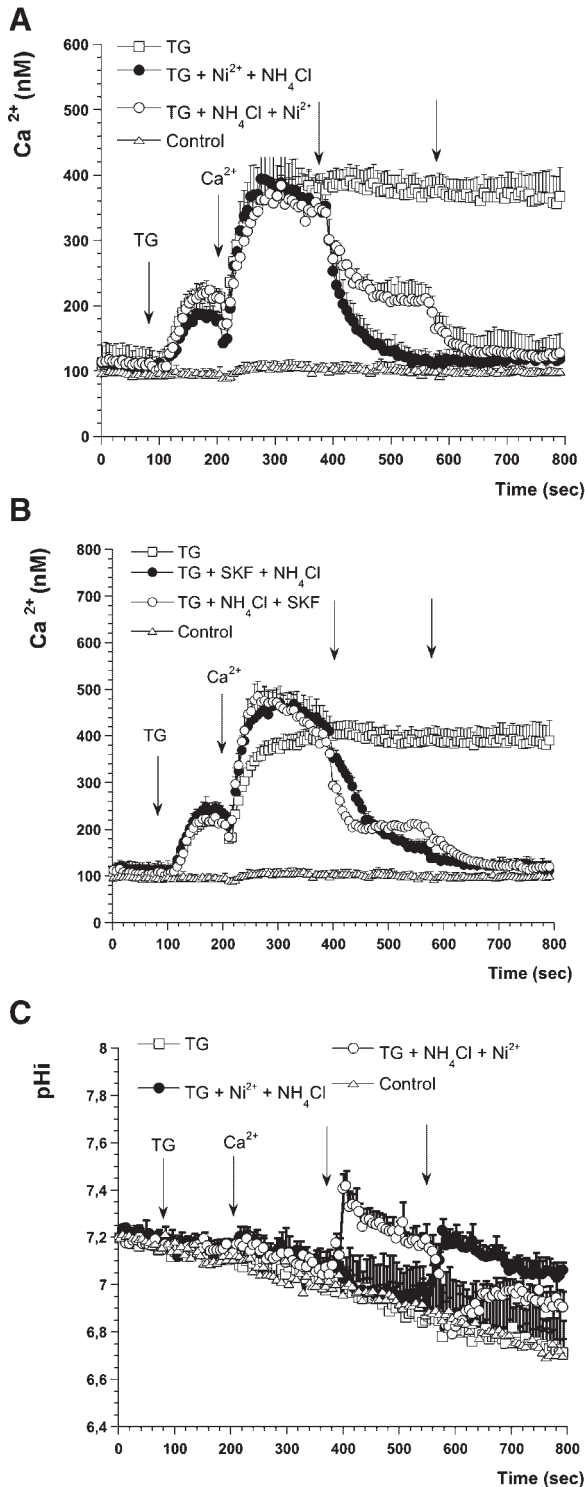 A
Ca 2+ (nM)
600
500
400
300
200
100
0
TG
TG + Ni2+ + NH4Cl
TG + NH4Cl + Ni2+
Control
TG
Ca2+
0 100 200 300 400 500 600 700 800
Time (sec)
B
Ca 2+ (nM)
800
700
600
500
400
300
200
100
0
TG
TG + SKF + NH4Cl
TG + NH4Cl + SKF
Control
TG
Ca2+
0 100 200 300 400 500 600 700 800
Time (sec)
C
pHi
8
7,6
7,4
7,2
7
6,8
6,6
6,4
TG
TG + NH4Cl + Ni2+
TG + Ni2+ + NH4Cl
Control
TG
Ca2+
0 100 200 300 400 500 600 700 800
Time (sec)